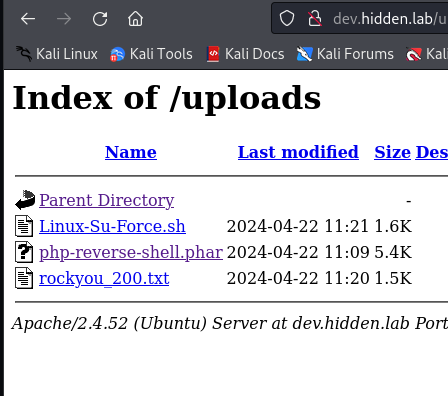 dev.hidden.lab/u
Kali Linux Kali Tools Kali Docs Kali Forums Kali
Index of /uploads
Name Last modified Size Des
Parent Directory -
Linux-Su-Force.sh 2024-04-22 11:21 1.6K
php-reverse-shell.phar 2024-04-22 11:09 5.4K
rockyou_200.txt 2024-04-22 11:20 1.5K
Apache/2.4.52 (Ubuntu) Server at dev.hidden.lab Port